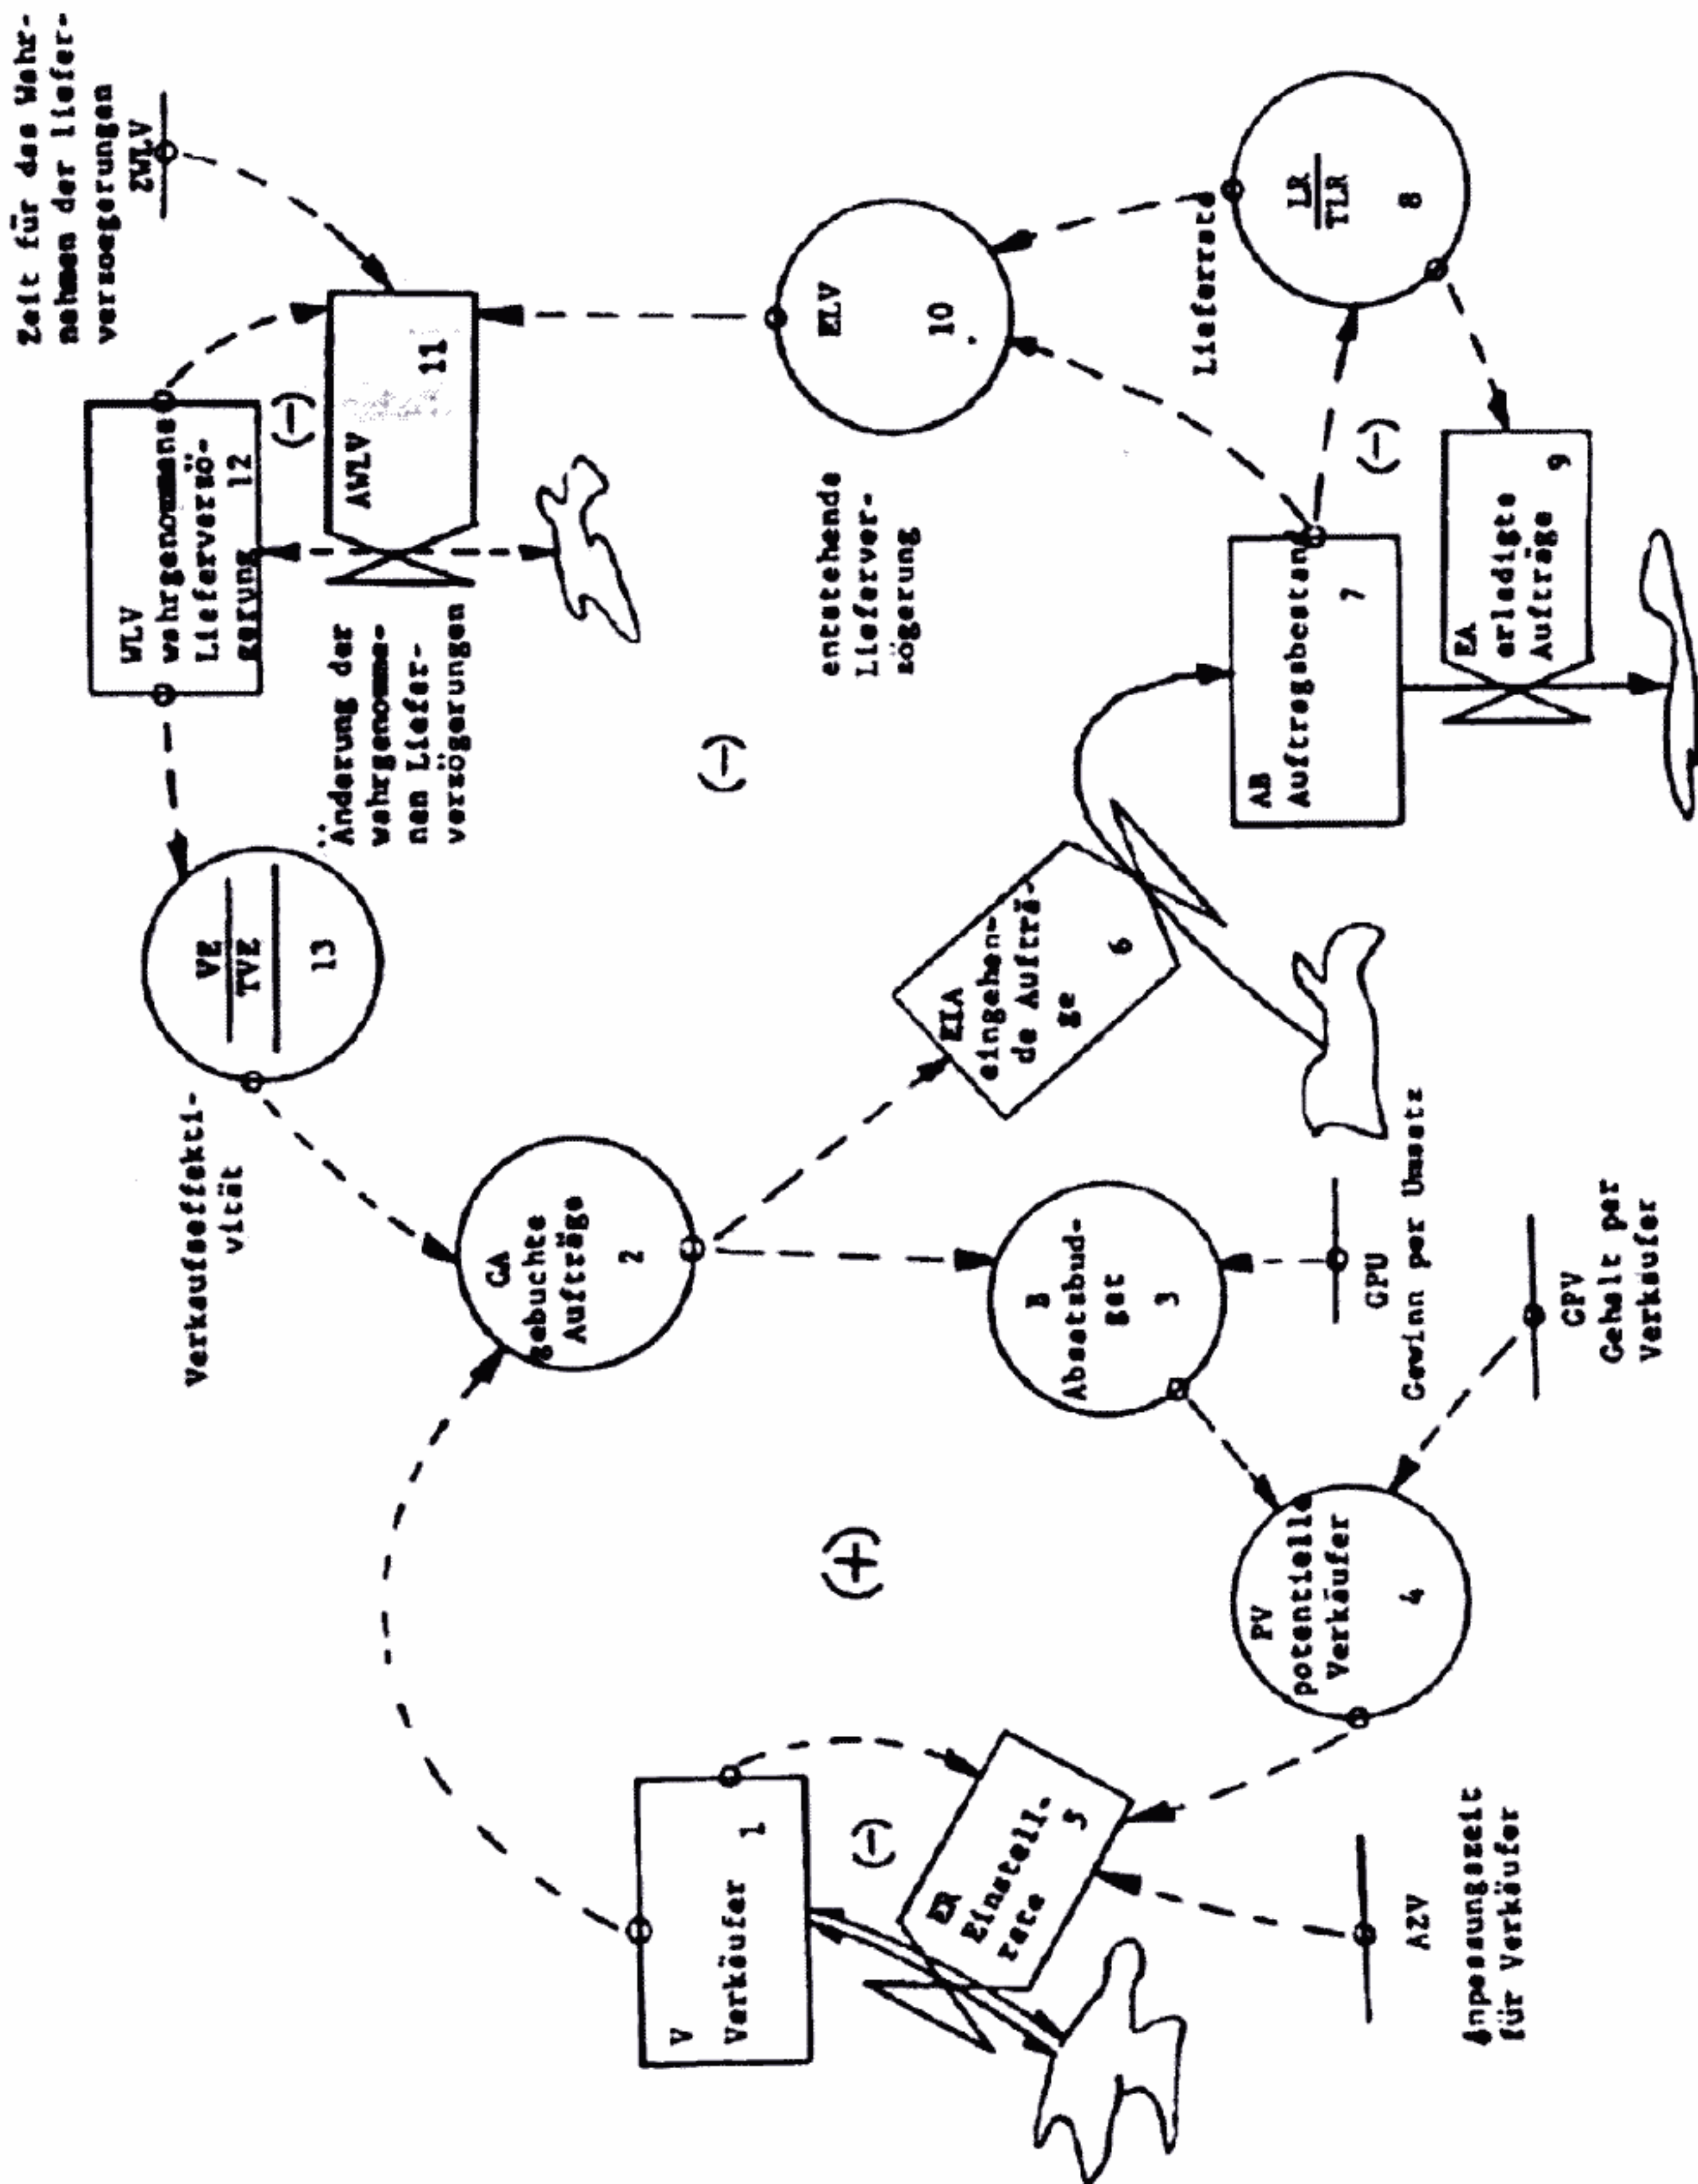 Zeit für das Wahr-
nehmen der liefer-
verzoegerungen
ZWLV
WLV
wahrgenommene
Lieferverzö-
gerung 12
(-)
AWLV
11
Änderung der
wahrgenomme-
nen Liefer-
verzögerungen
VE
TVE
13
Verkaufseffekti-
vität
GA
gebuchte
Aufträge
2
(-)
ELV
10
entstehende
Lieferver-
zögerung
Lieferrate
LR
TLR
8
(-)
EA
erledigte
Aufträge 9
AB
Auftragsbestand
7
EIA
eingehen-
de Aufträ-
ge 6
B
Absatzbud-
get
3
GPU
Gewinn per Umsatz
GPV
Gehalt per
Verkäufer
(+)
PV
potentielle
Verkäufer
4
V
Verkäufer 1
(-)
ER
Einstell-
rate 5
AZV
Anpassungszeit
für Verkäufer